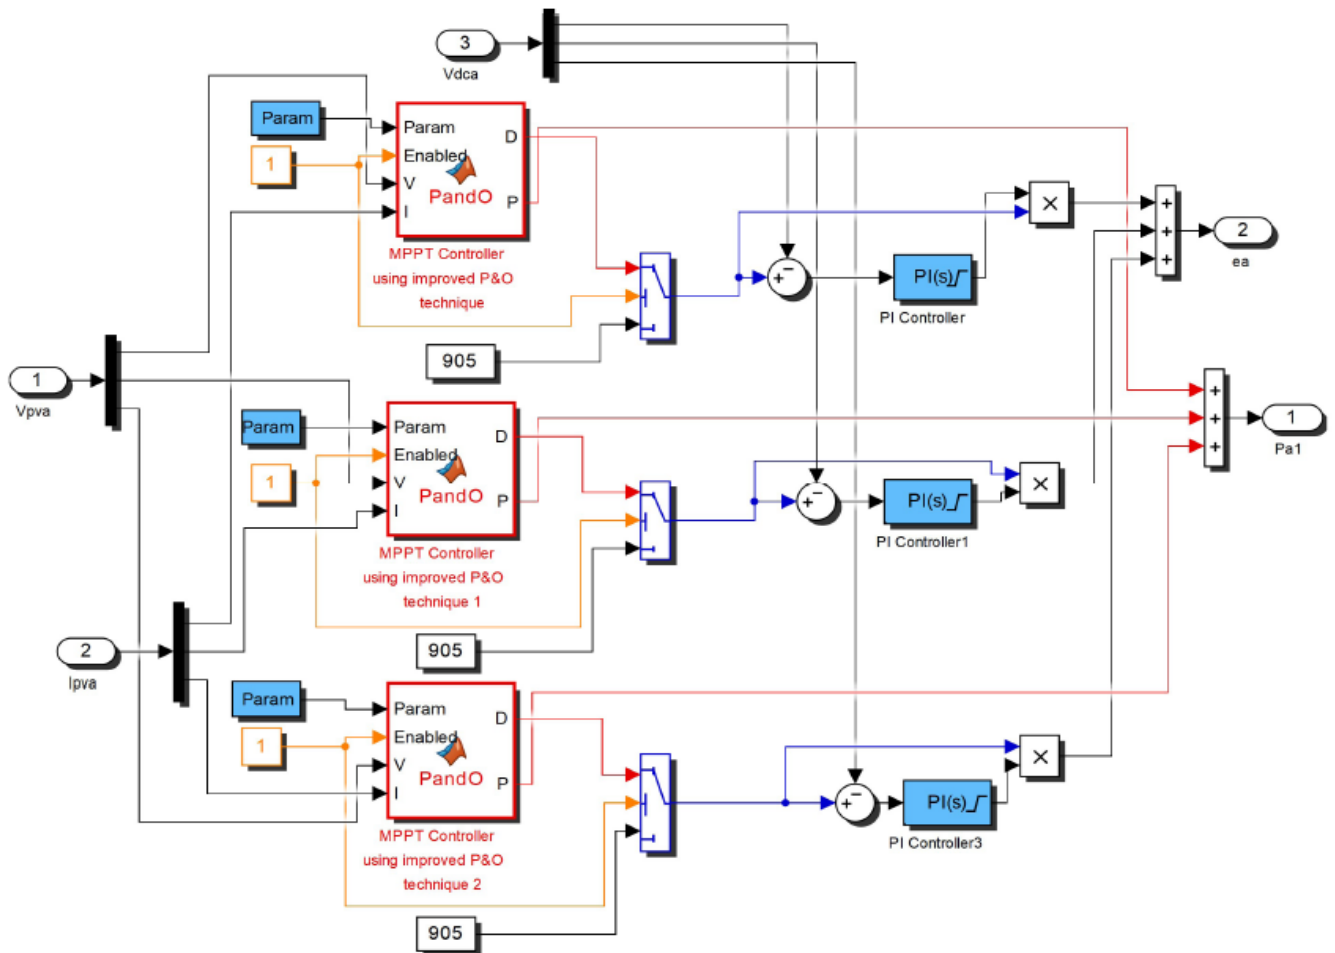 3
Vdca
Param
1
Param
Enabled
V
I
D
P
PandO
MPPT Controller
using improved P&O
technique
905
+
−
PI(s)
PI Controller
×
+
+
+
2
ea
1
Vpva
Param
1
Param
Enabled
V
I
D
P
PandO
MPPT Controller
using improved P&O
technique 1
905
+
−
PI(s)
PI Controller1
×
+
+
+
1
Pa1
2
Ipva
Param
1
Param
Enabled
V
I
D
P
PandO
MPPT Controller
using improved P&O
technique 2
905
+
−
PI(s)
PI Controller3
×